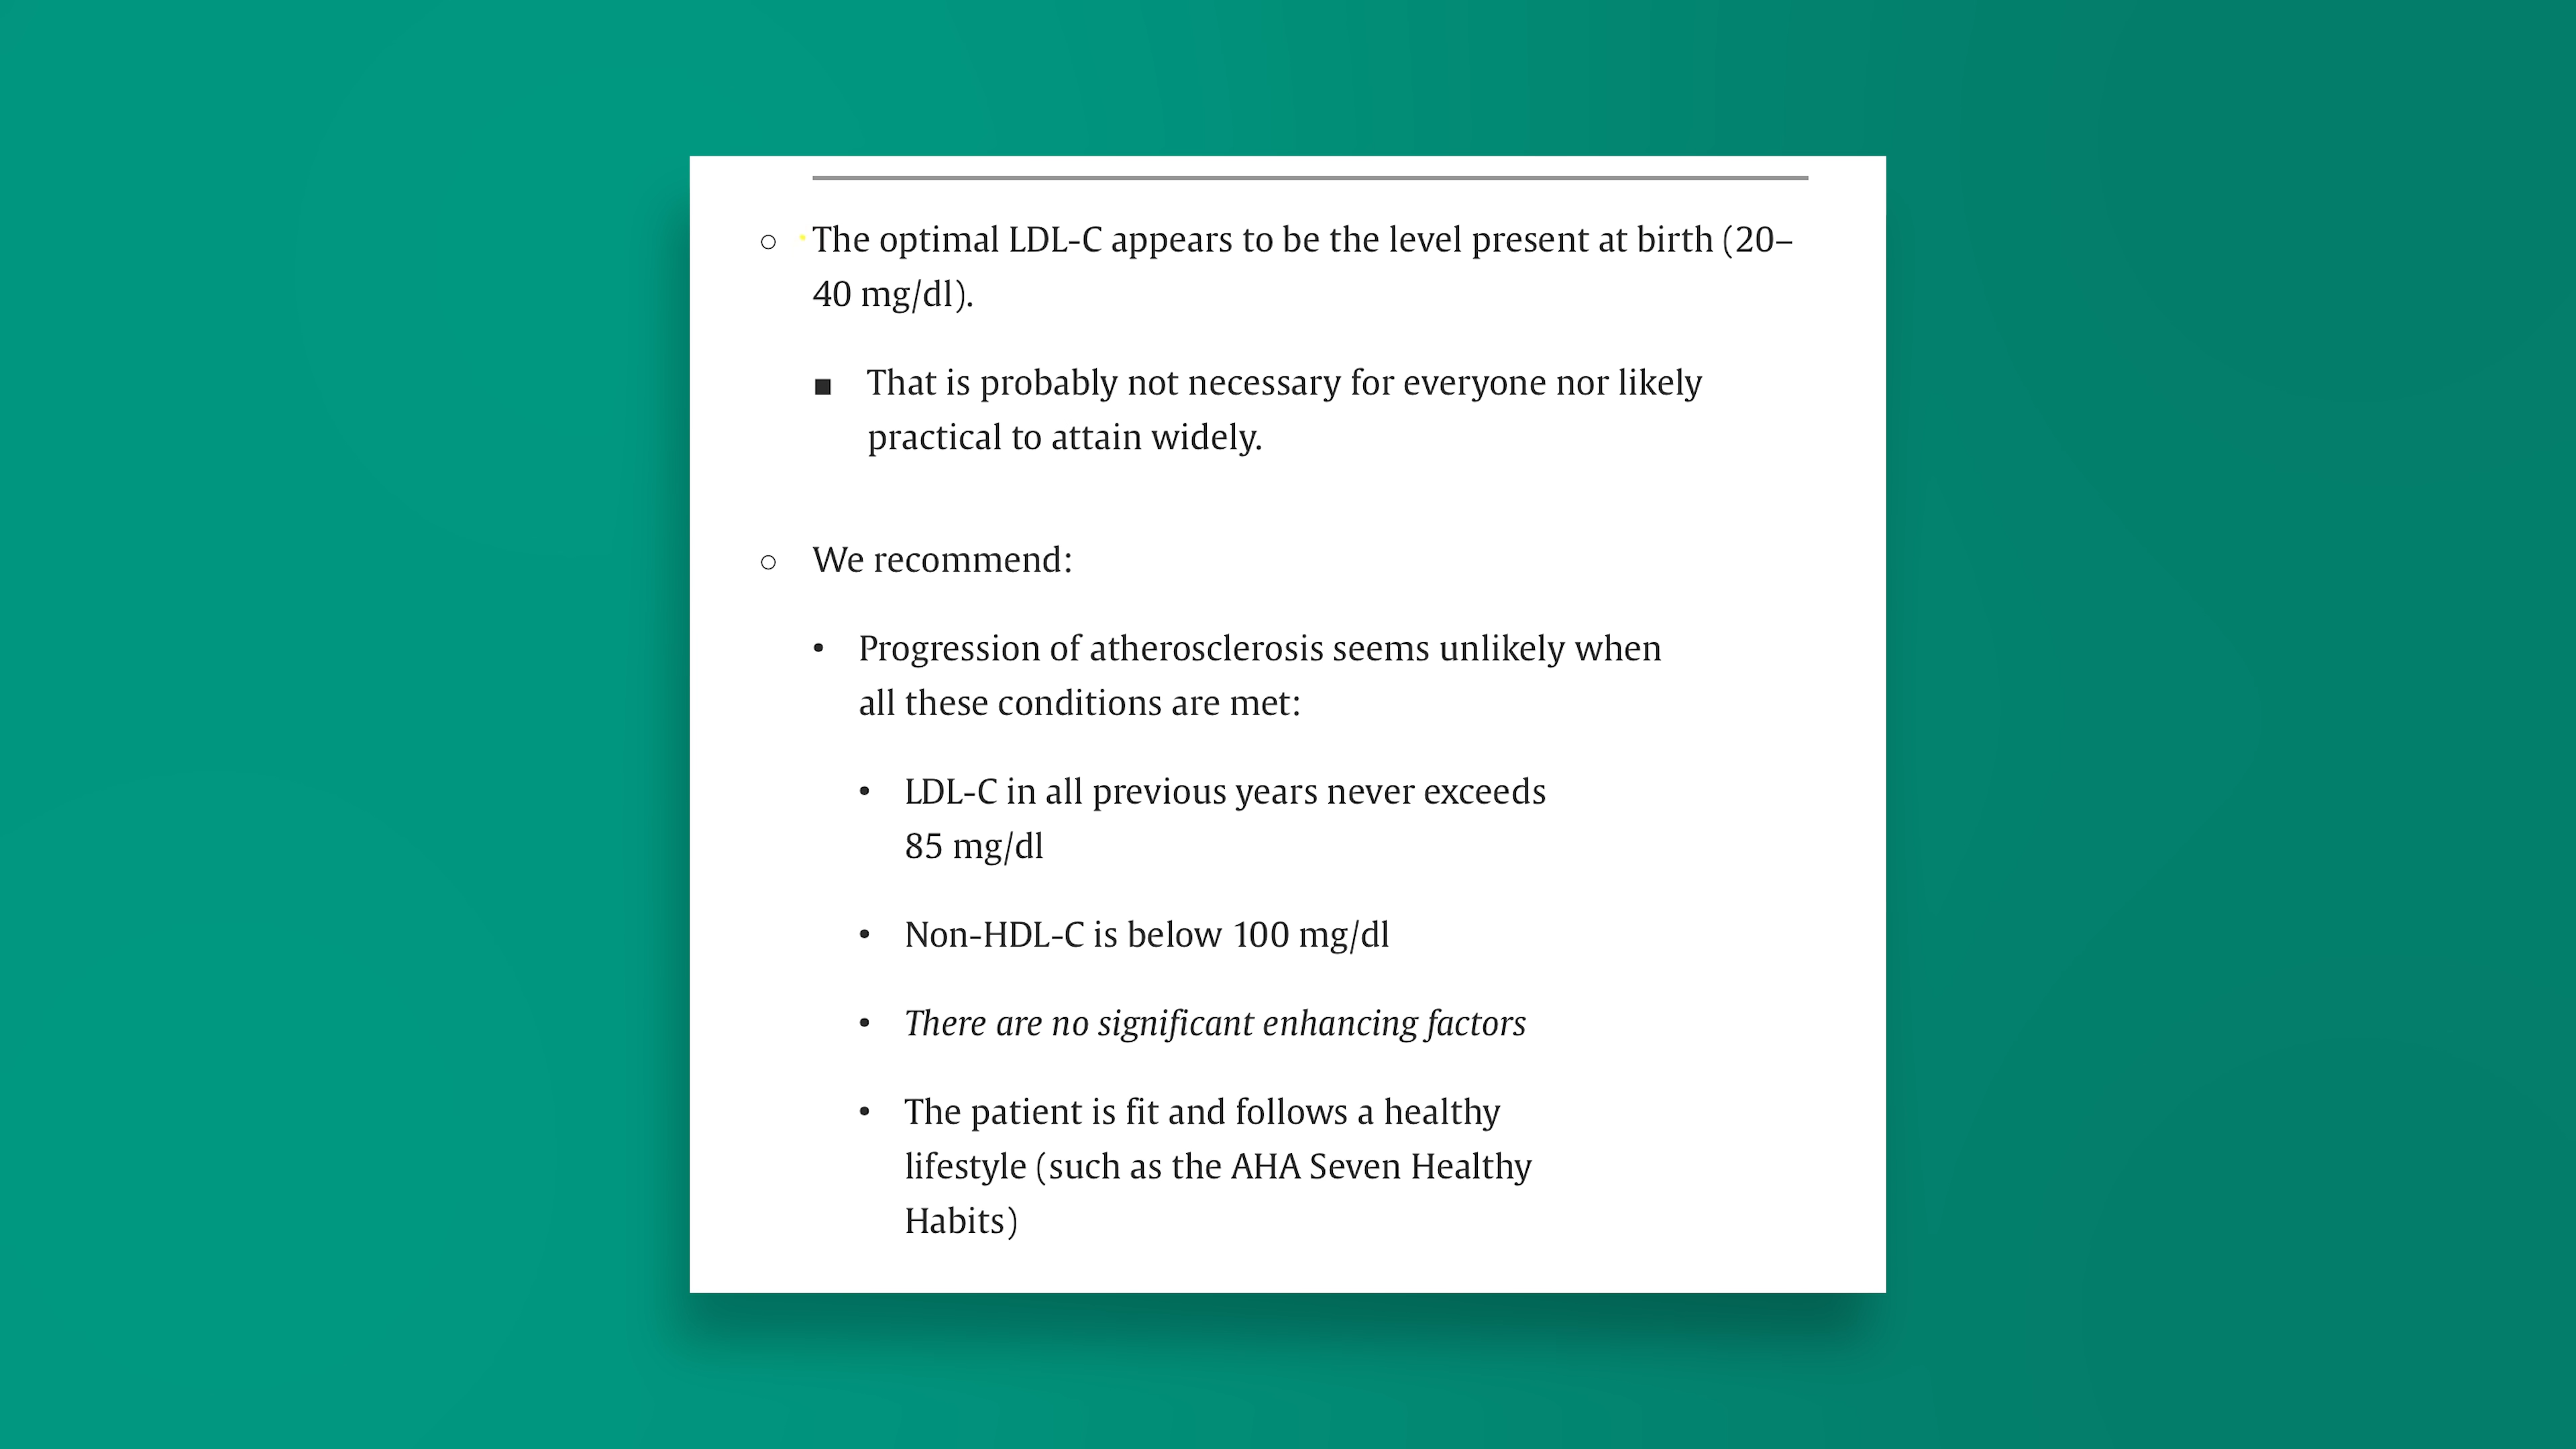 ○ The optimal LDL-C appears to be the level present at birth (20–
40 mg/dl).
■ That is probably not necessary for everyone nor likely
practical to attain widely.
○ We recommend:
• Progression of atherosclerosis seems unlikely when
all these conditions are met:
• LDL-C in all previous years never exceeds
85 mg/dl
• Non-HDL-C is below 100 mg/dl
• There are no significant enhancing factors
• The patient is fit and follows a healthy
lifestyle (such as the AHA Seven Healthy
Habits)